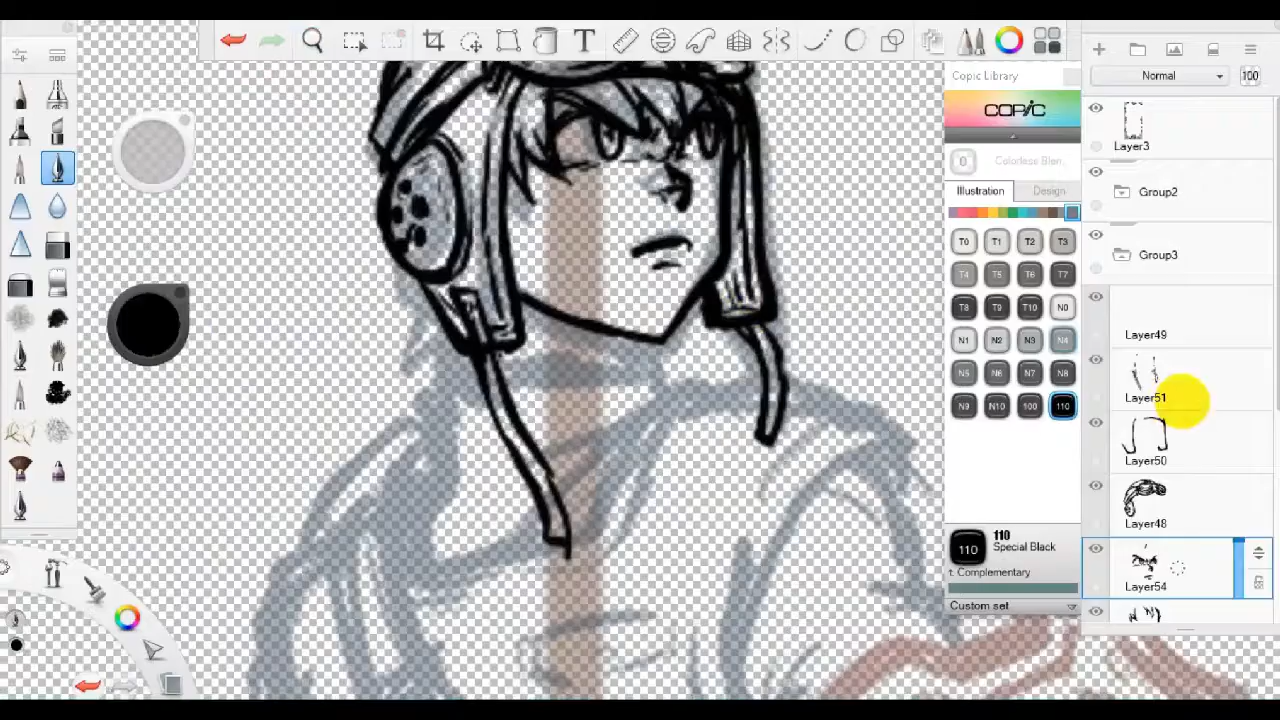 T
Copic Library
COPIC
0 Colorless Blen...
Illustration Design
T0 T1 T2 T3
T4 T5 T6 T7
T8 T9 T10 N0
N1 N2 N3 N4
N5 N6 N7 N8
N9 N10 100 110
110 110
Special Black
t: Complementary
Custom set
Normal 100
Layer3
Group2
Group3
Layer49
Layer51
Layer50
Layer48
Layer54